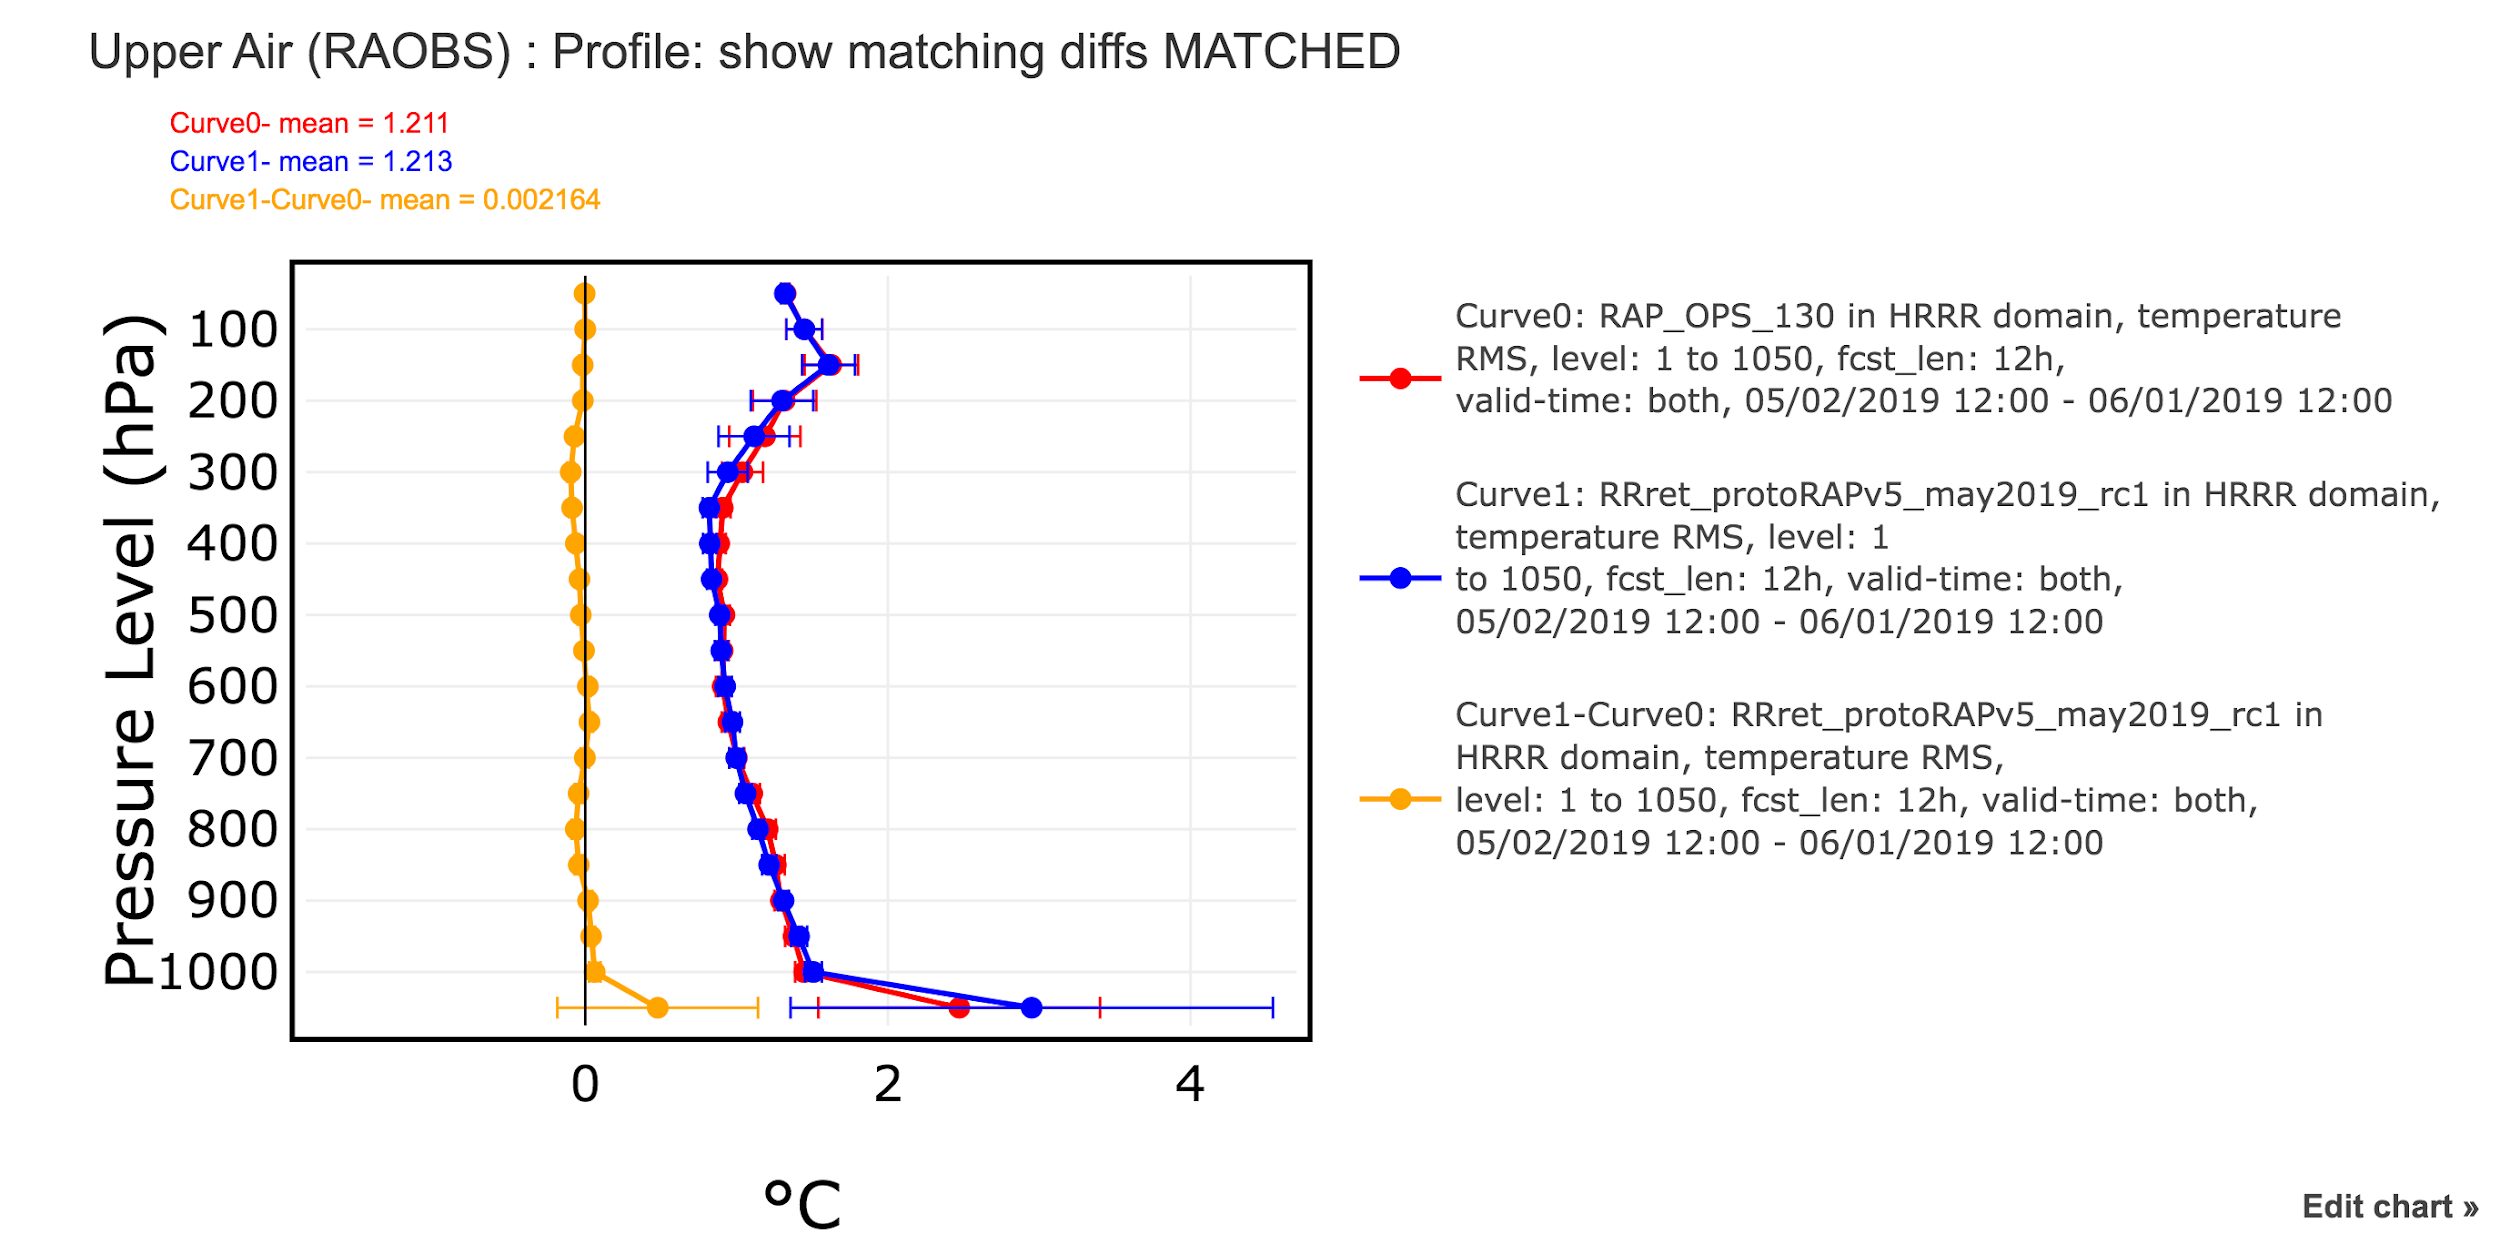 Upper Air (RAOBS) : Profile: show matching diffs MATCHED
Curve0- mean = 1.211
Curve1- mean = 1.213
Curve1-Curve0- mean = 0.002164
Pressure Level (hPa)
100
200
300
400
500
600
700
800
900
1000
0
2
4
°C
Curve0: RAP_OPS_130 in HRRR domain, temperature
RMS, level: 1 to 1050, fcst_len: 12h,
valid-time: both, 05/02/2019 12:00 - 06/01/2019 12:00
Curve1: RRret_protoRAPv5_may2019_rc1 in HRRR domain,
temperature RMS, level: 1
to 1050, fcst_len: 12h, valid-time: both,
05/02/2019 12:00 - 06/01/2019 12:00
Curve1-Curve0: RRret_protoRAPv5_may2019_rc1 in
HRRR domain, temperature RMS,
level: 1 to 1050, fcst_len: 12h, valid-time: both,
05/02/2019 12:00 - 06/01/2019 12:00
Edit chart »